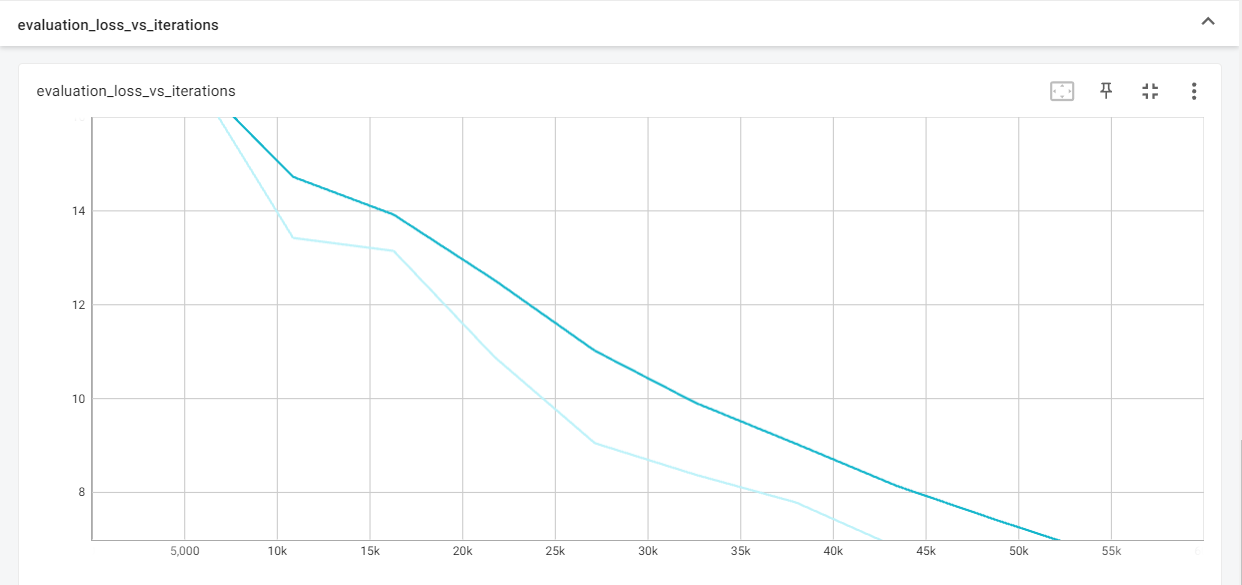 evaluation_loss_vs_iterations
evaluation_loss_vs_iterations
14
12
10
8
5,000 10k 15k 20k 25k 30k 35k 40k 45k 50k 55k